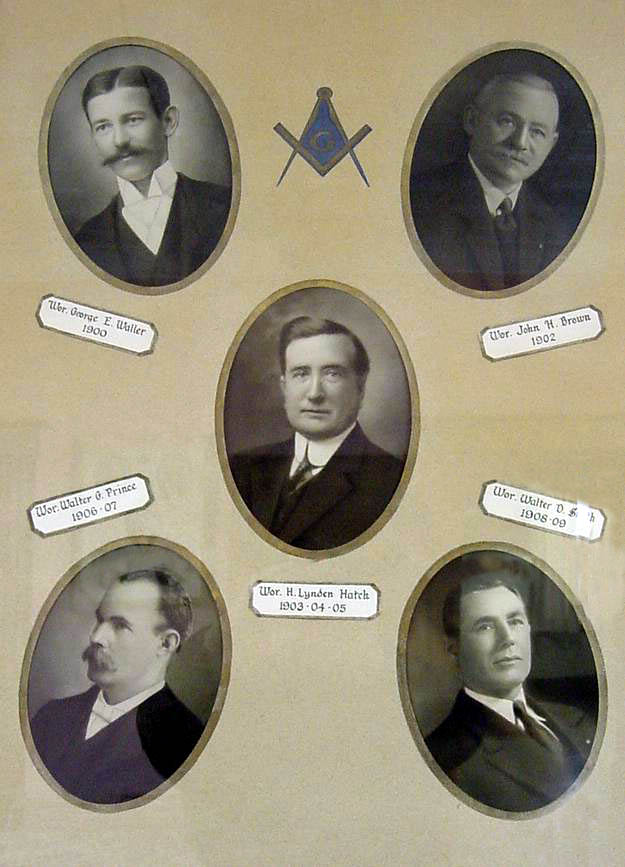 G
Wor. George E. Waller
1900
Wor. John H. Brown
1902
Wor. Walter G. Prince
1906-07
Wor. Walter D.
1908-09
Wor. H. Lynden Hatch
1903-04-05